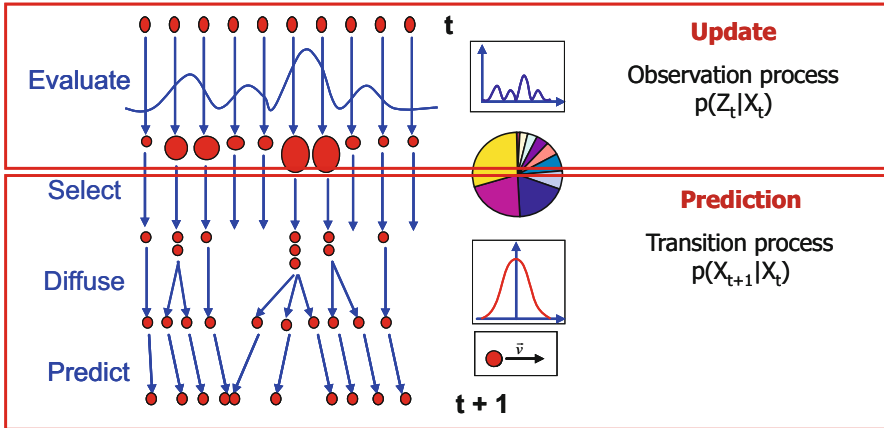 t
Update
Evaluate
Observation process
p(Z_t|X_t)
Select
Prediction
Transition process
p(X_{t+1}|X_t)
Diffuse
v⃗
Predict
t + 1